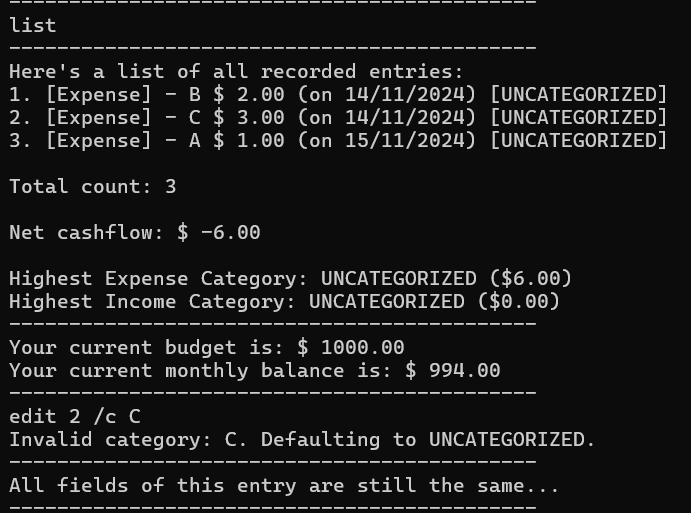 --------------------------------------------
list
--------------------------------------------
Here's a list of all recorded entries:
1. [Expense] - B $ 2.00 (on 14/11/2024) [UNCATEGORIZED]
2. [Expense] - C $ 3.00 (on 14/11/2024) [UNCATEGORIZED]
3. [Expense] - A $ 1.00 (on 15/11/2024) [UNCATEGORIZED]
Total count: 3
Net cashflow: $ -6.00
Highest Expense Category: UNCATEGORIZED ($6.00)
Highest Income Category: UNCATEGORIZED ($0.00)
--------------------------------------------
Your current budget is: $ 1000.00
Your current monthly balance is: $ 994.00
--------------------------------------------
edit 2 /c C
Invalid category: C. Defaulting to UNCATEGORIZED.
--------------------------------------------
All fields of this entry are still the same...
--------------------------------------------